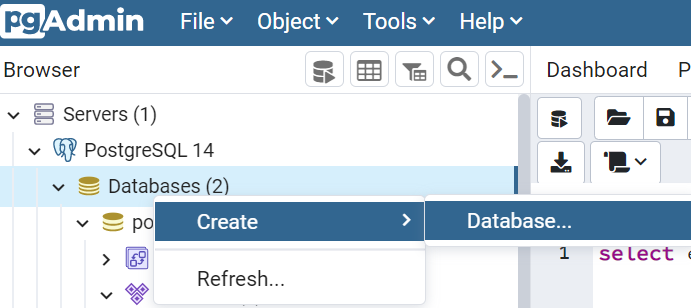 pgAdmin File Object Tools Help
Browser Dashboard P
Servers (1)
PostgreSQL 14
Databases (2)
po
Create Database...
1 select e
Refresh...